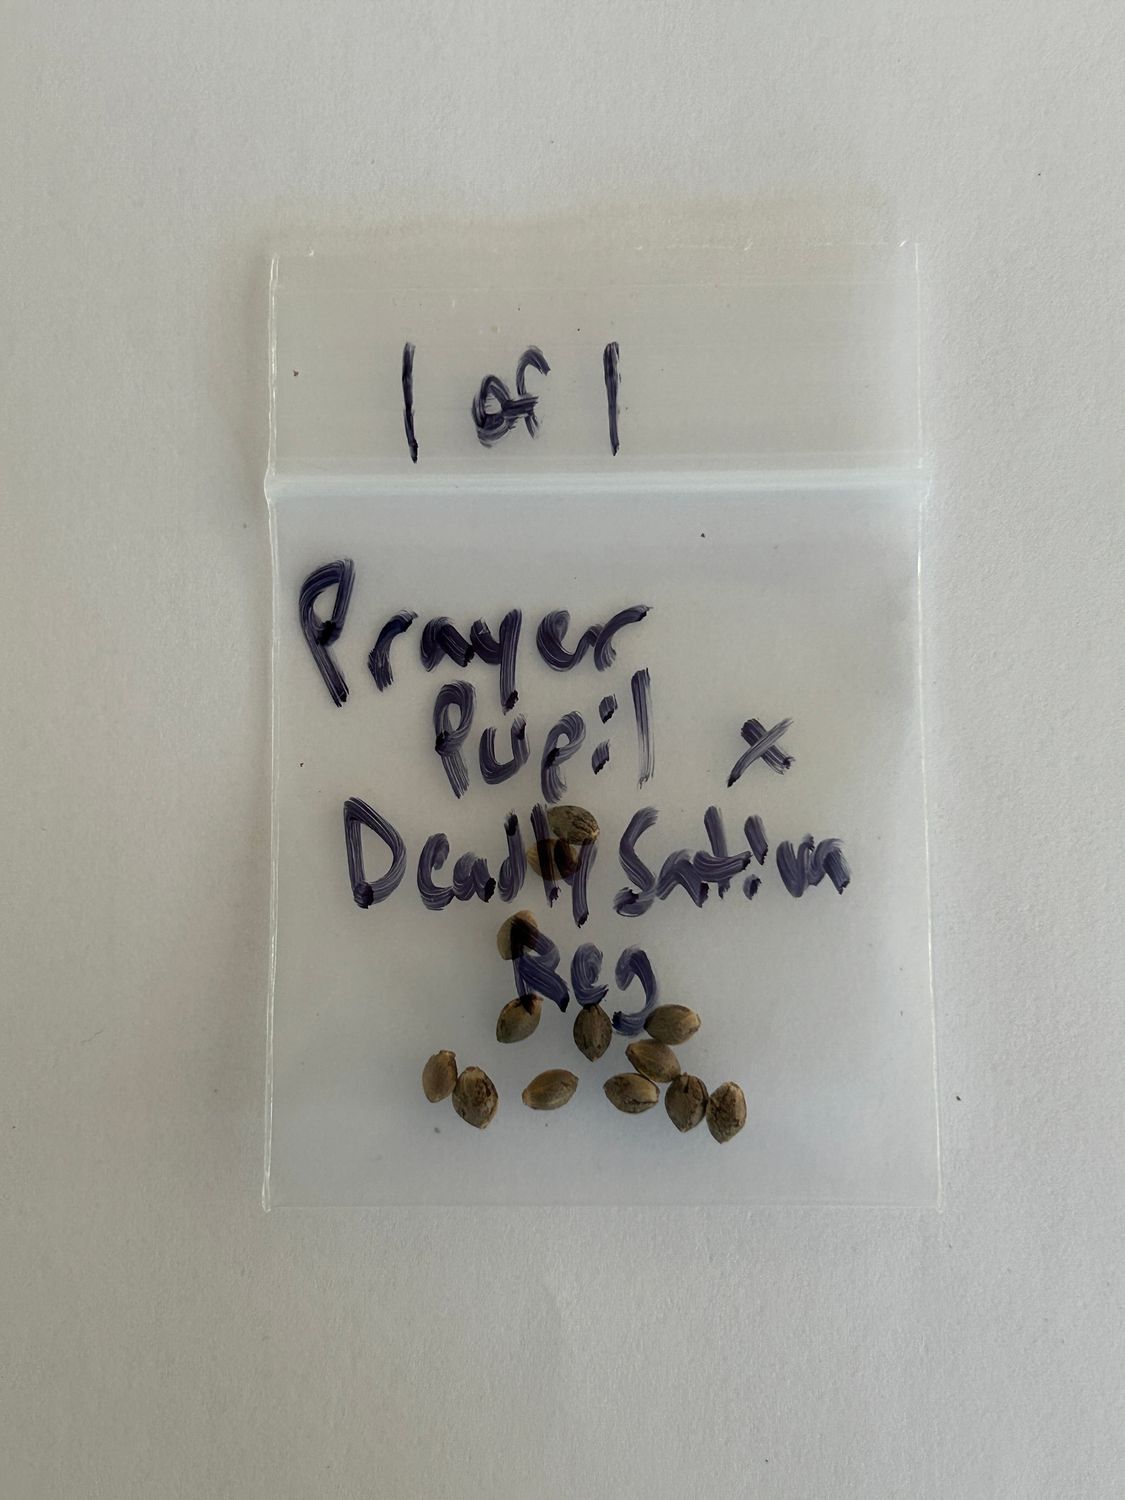 1 of 1
Prayer
Pupil x
Deadly Sativa
Reg